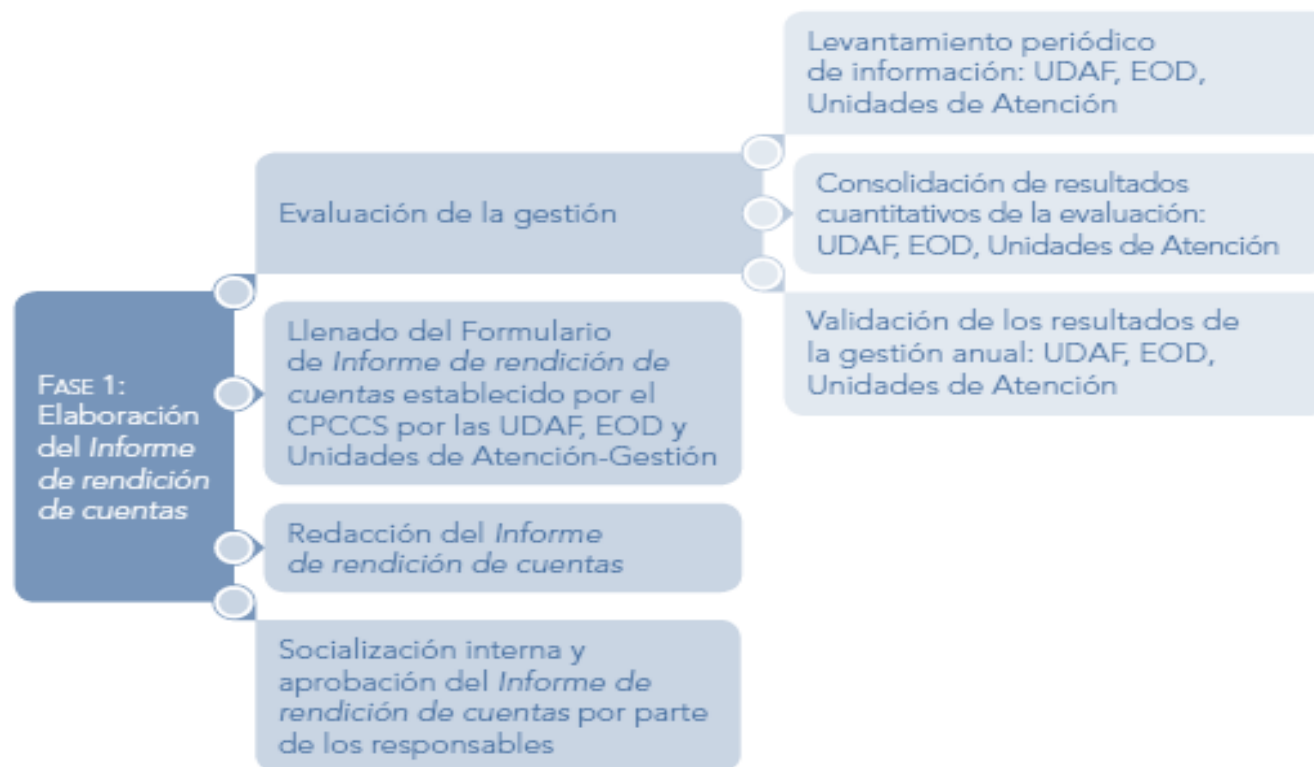 FASE 1:
Elaboración
del Informe
de rendición
de cuentas
Evaluación de la gestión
Levantamiento periódico
de información: UDAF, EOD,
Unidades de Atención
Consolidación de resultados
cuantitativos de la evaluación:
UDAF, EOD, Unidades de Atención
Validación de los resultados de
la gestión anual: UDAF, EOD,
Unidades de Atención
Llenado del Formulario
de Informe de rendición de
cuentas establecido por el
CPCCS por las UDAF, EOD y
Unidades de Atención-Gestión
Redacción del Informe
de rendición de cuentas
Socialización interna y
aprobación del Informe de
rendición de cuentas por parte
de los responsables